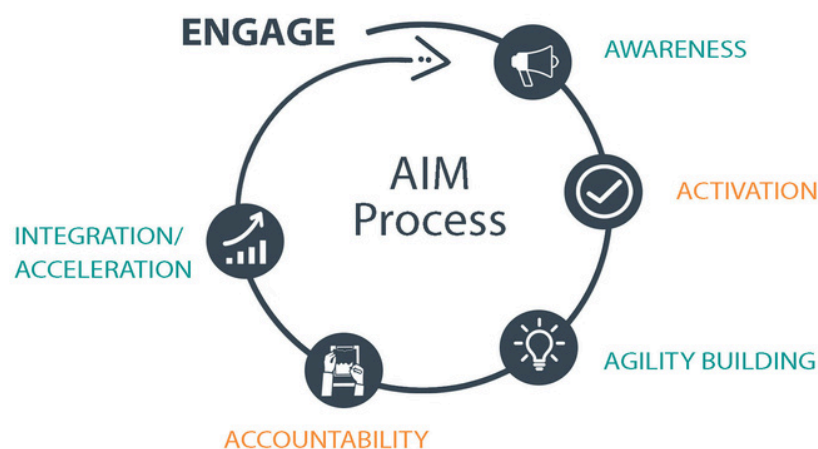 ENGAGE
AWARENESS
AIM
Process
ACTIVATION
INTEGRATION/
ACCELERATION
AGILITY BUILDING
ACCOUNTABILITY